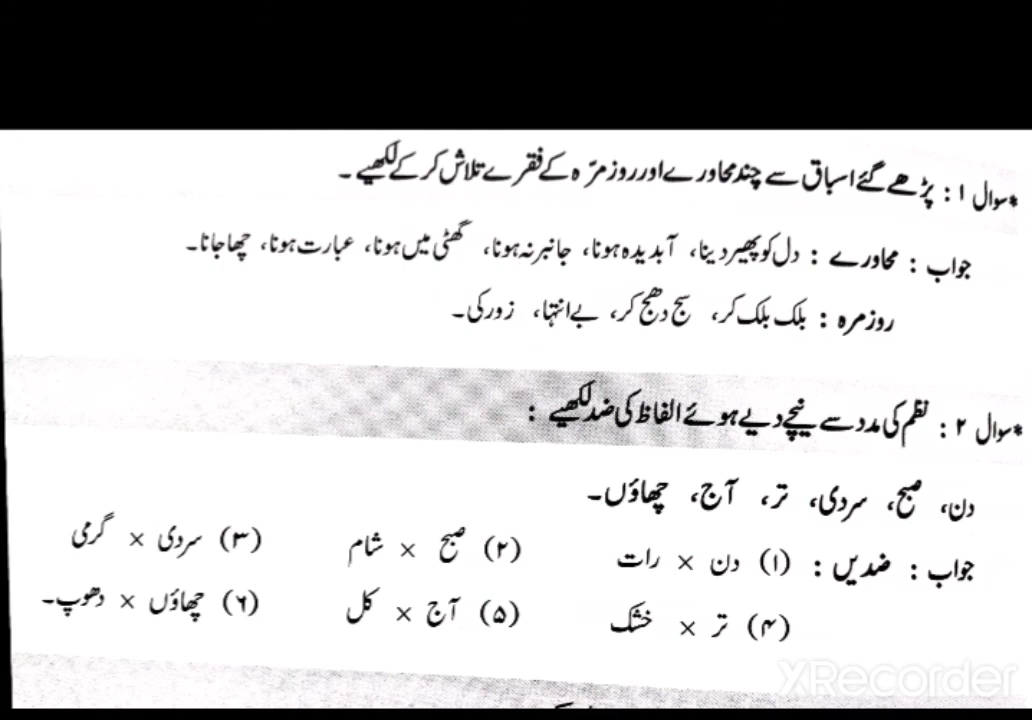 *سوال ۱ : پڑھے گئے اسباق سے چند محاورے اور روزمرّہ کے فقرے تلاش کر کے لکھیے۔
جواب : محاورے : دل کو پھیر دینا، آبدیدہ ہونا، جانبر نہ ہونا، گھٹی میں ہونا، عبارت ہونا، چھا جانا۔
روزمرہ : بلک بلک کر، سج دھج کر، بے انتہا، زور کی۔
*سوال ۲ : نظم کی مدد سے نیچے دیے ہوئے الفاظ کی ضد لکھیے :
دن، صبح، سردی، تر، آج، چھاؤں۔
جواب : ضدیں : (۱) دن × رات (۲) صبح × شام (۳) سردی × گرمی
(۴) تر × خشک (۵) آج × کل (۶) چھاؤں × دھوپ۔
XRecorder